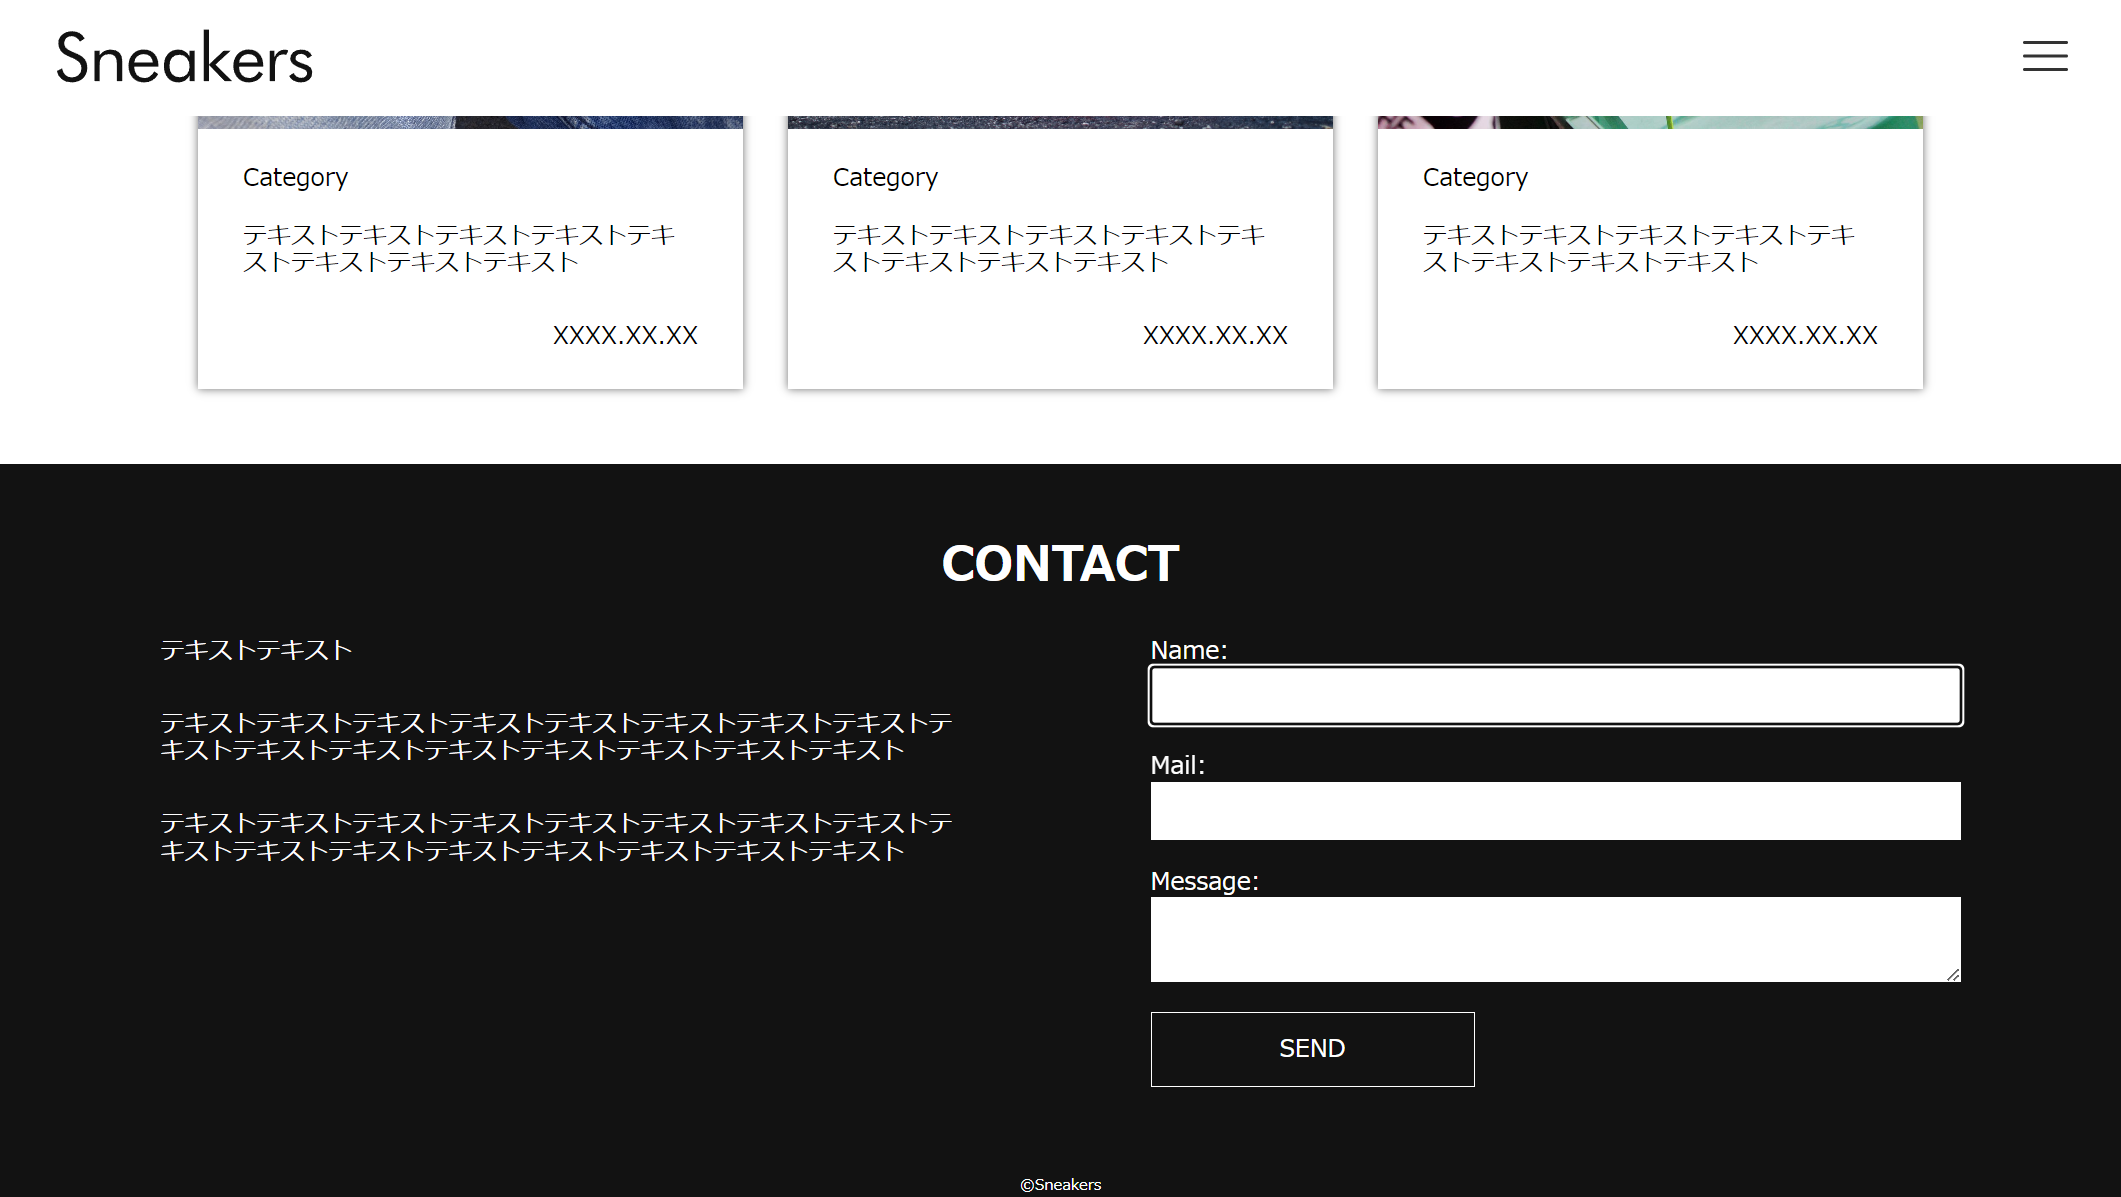 Sneakers
Category
テキストテキストテキストテキストテキ
ストテキストテキストテキスト
XXXX.XX.XX
Category
テキストテキストテキストテキストテキ
ストテキストテキストテキスト
XXXX.XX.XX
Category
テキストテキストテキストテキストテキ
ストテキストテキストテキスト
XXXX.XX.XX
CONTACT
テキストテキスト
テキストテキストテキストテキストテキストテキストテキストテキストテ
キストテキストテキストテキストテキストテキストテキストテキスト
テキストテキストテキストテキストテキストテキストテキストテキストテ
キストテキストテキストテキストテキストテキストテキストテキスト
Name:
Mail:
Message:
SEND
©Sneakers